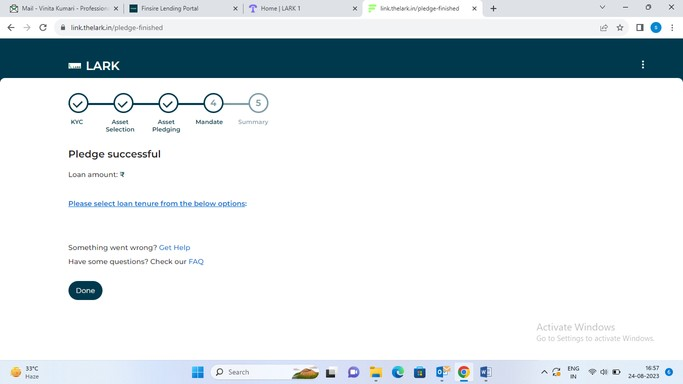 Mail - Vinita Kumari - Profession
Finsire Lending Portal
Home | LARK 1
link.thelark.in/pledge-finished
link.thelark.in/pledge-finished
LARK
4
5
KYC
Asset
Selection
Asset
Pledging
Mandate
Summary
Pledge successful
Loan amount: ₹
Please select loan tenure from the below options:
Something went wrong? Get Help
Have some questions? Check our FAQ
Done
Activate Windows
Go to Settings to activate Windows.
33°C
Haze
Search
ENG
IN
16:57
24-08-2023